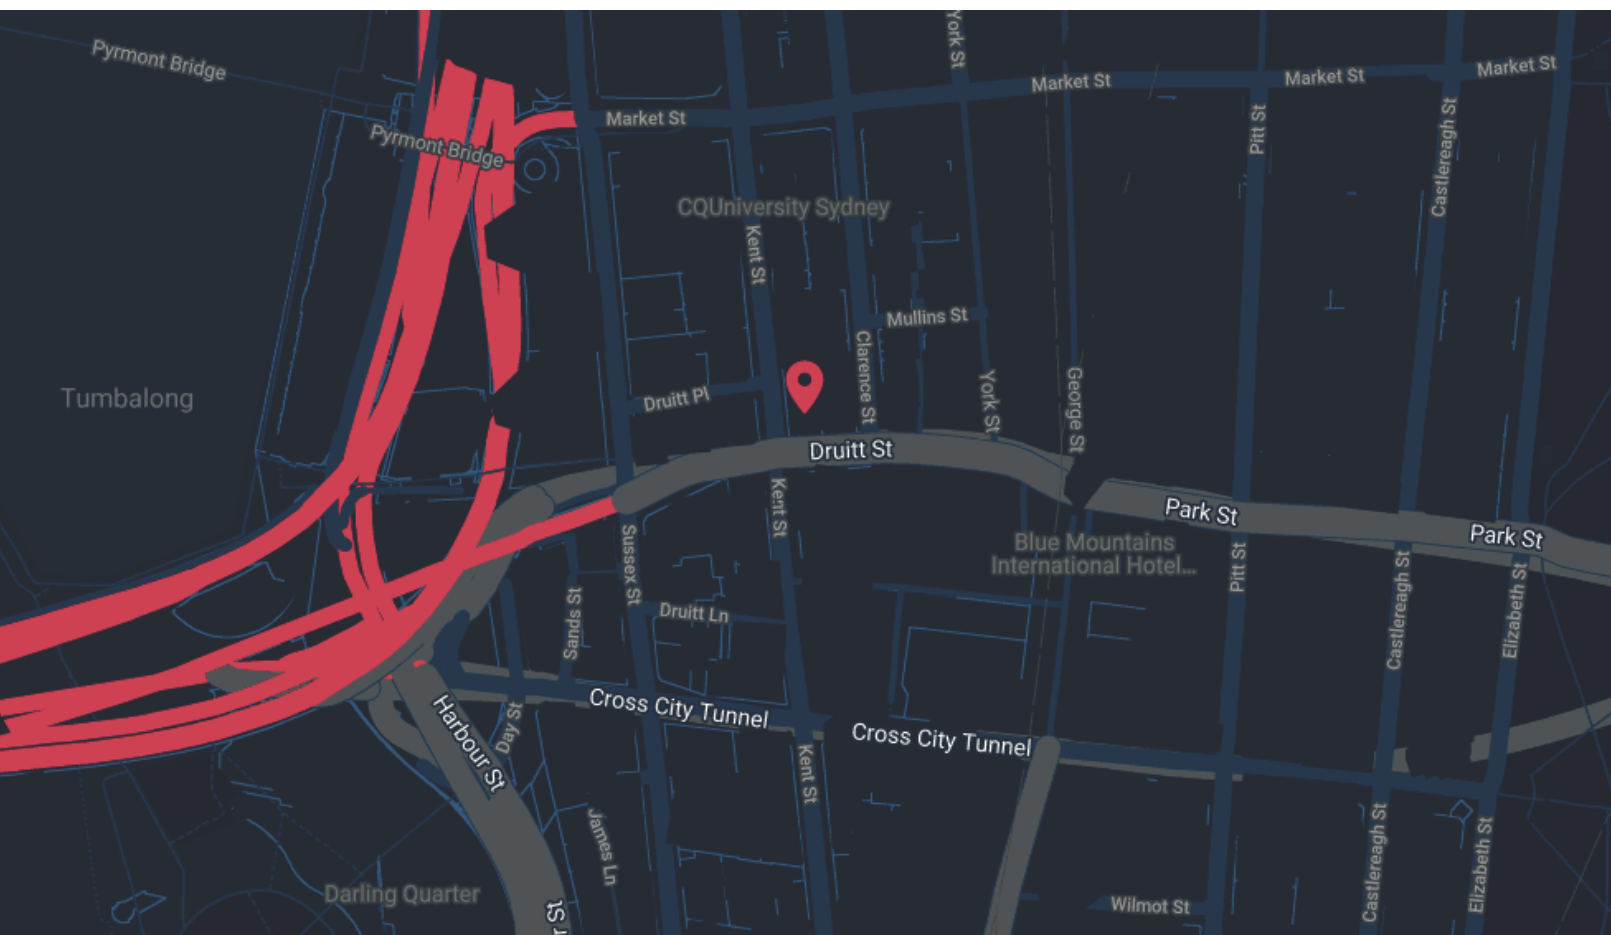 York St
Pyrmont Bridge
Market St
Market St
Market St
Market St
Pyrmont Bridge
Pitt St
Castlereagh St
CQUniversity Sydney
Kent St
Mullins St
Clarence St
York St
George St
Tumbalong
Druitt Pl
Druitt St
Park St
Park St
Kent St
Sussex St
Blue Mountains
International Hotel...
Pitt St
Castlereagh St
Elizabeth St
Sands St
Druitt Ln
Harbour St
Day St
Cross City Tunnel
Cross City Tunnel
Kent St
James Ln
Castlereagh St
Elizabeth St
Darling Quarter
Wilmot St
r St